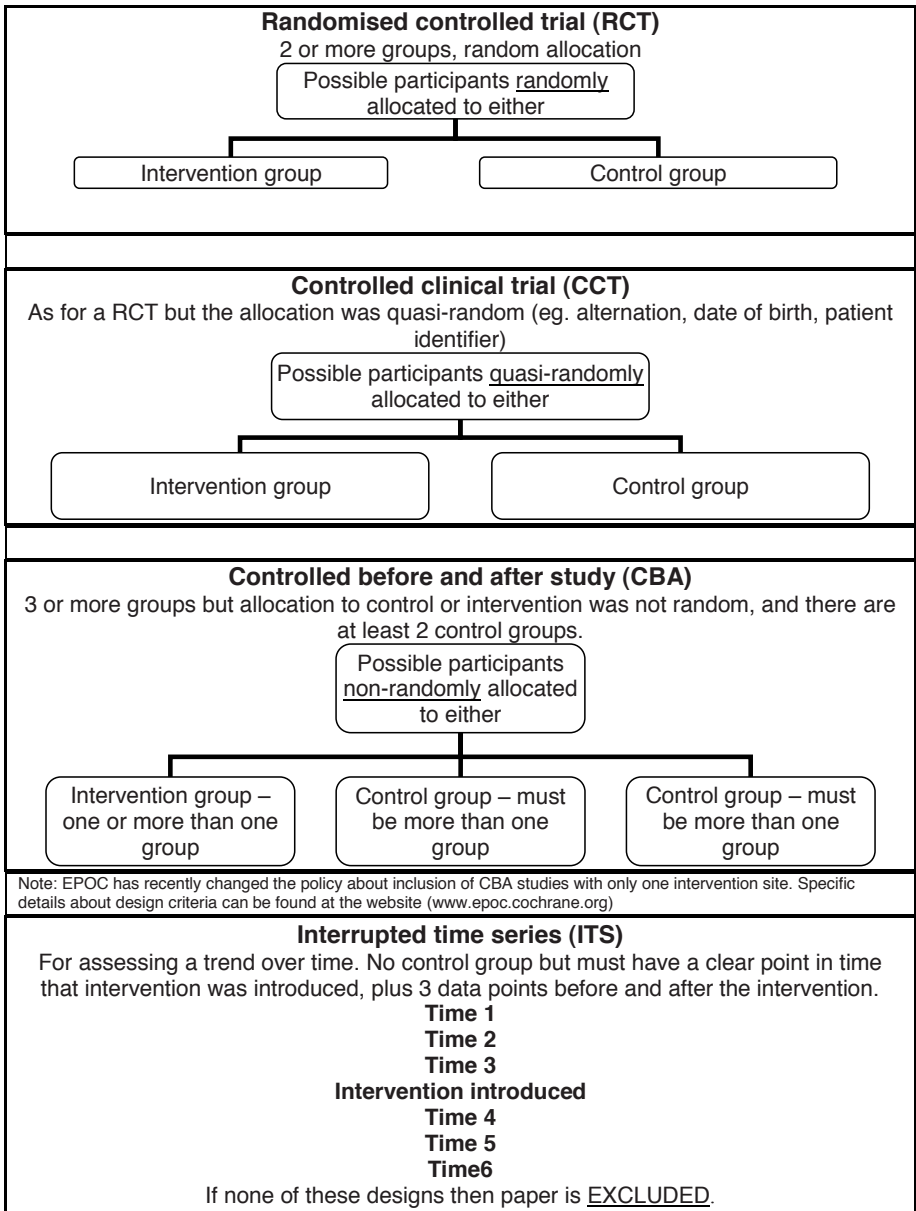 Randomised controlled trial (RCT)
2 or more groups, random allocation
Possible participants randomly
allocated to either
Intervention group
Control group
Controlled clinical trial (CCT)
As for a RCT but the allocation was quasi-random (eg. alternation, date of birth, patient
identifier)
Possible participants quasi-randomly
allocated to either
Intervention group
Control group
Controlled before and after study (CBA)
3 or more groups but allocation to control or intervention was not random, and there are
at least 2 control groups.
Possible participants
non-randomly allocated
to either
Intervention group –
one or more than one
group
Control group – must
be more than one
group
Control group – must
be more than one
group
Note: EPOC has recently changed the policy about inclusion of CBA studies with only one intervention site. Specific
details about design criteria can be found at the website (www.epoc.cochrane.org)
Interrupted time series (ITS)
For assessing a trend over time. No control group but must have a clear point in time
that intervention was introduced, plus 3 data points before and after the intervention.
Time 1
Time 2
Time 3
Intervention introduced
Time 4
Time 5
Time6
If none of these designs then paper is EXCLUDED.